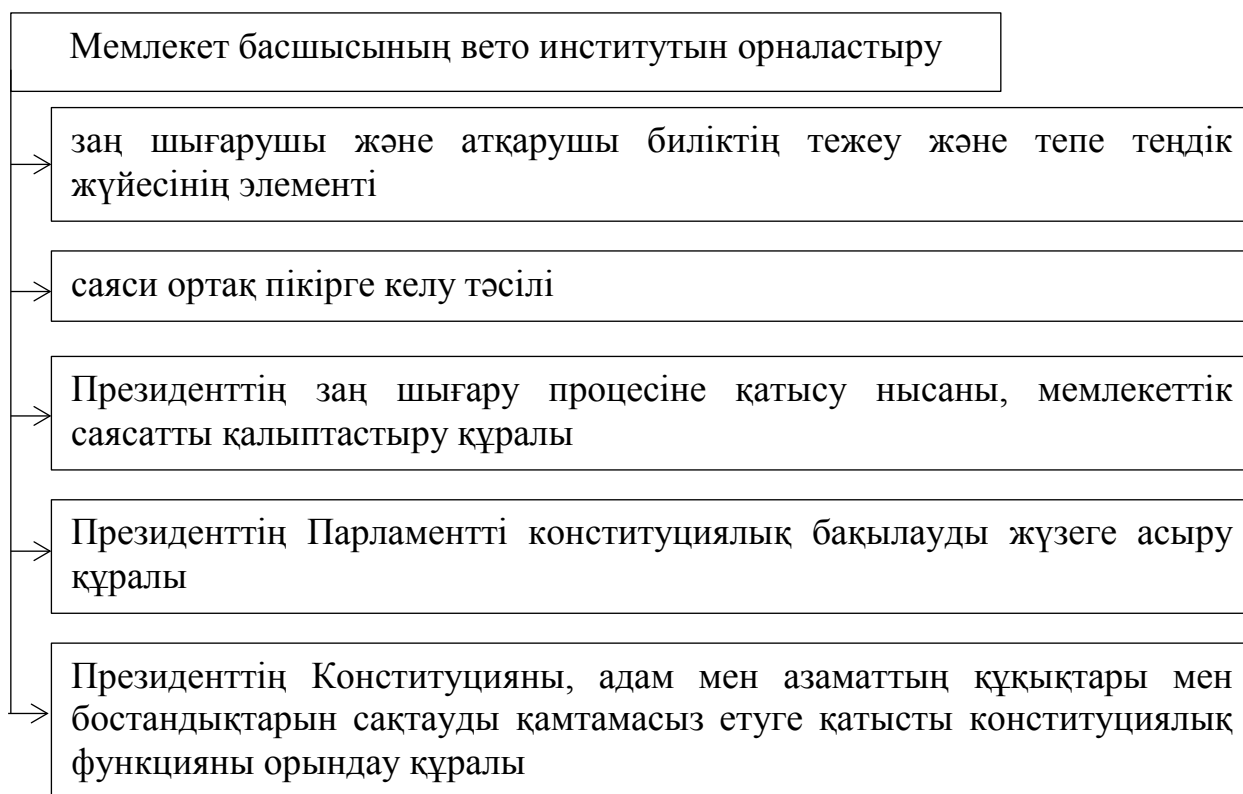 Мемлекет басшысының вето институтын орналастыру
заң шығарушы және атқарушы биліктің тежеу және тепе теңдік
жүйесінің элементі
саяси ортақ пікірге келу тәсілі
Президенттің заң шығару процесіне қатысу нысаны, мемлекеттік
саясатты қалыптастыру құралы
Президенттің Парламентті конституциялық бақылауды жүзеге асыру
құралы
Президенттің Конституцияны, адам мен азаматтың құқықтары мен
бостандықтарын сақтауды қамтамасыз етуге қатысты конституциялық
функцияны орындау құралы